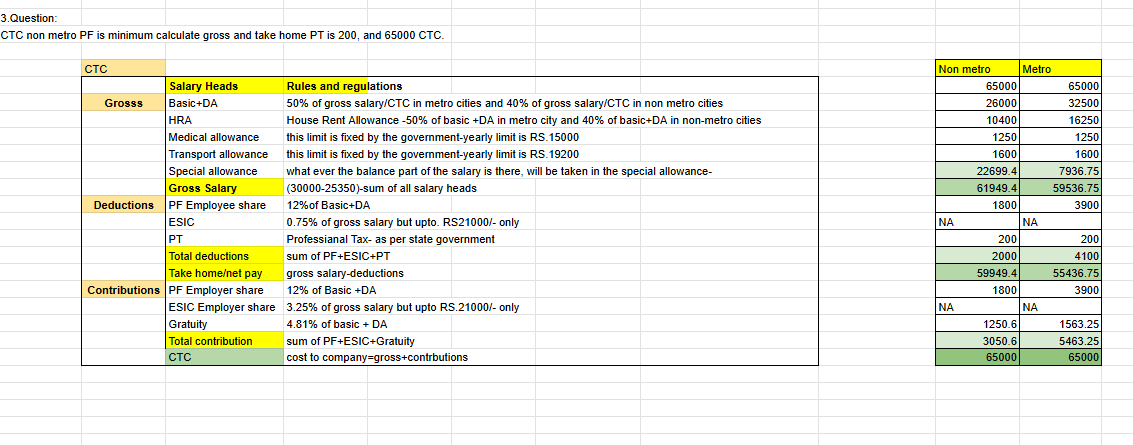 3.Question:
CTC non metro PF is minimum calculate gross and take home PT is 200, and 65000 CTC.
CTC Non metro Metro
Salary Heads Rules and regulations 65000 65000
Grosss Basic+DA 50% of gross salary/CTC in metro cities and 40% of gross salary/CTC in non metro cities 26000 32500
HRA House Rent Allowance -50% of basic +DA in metro city and 40% of basic+DA in non-metro cities 10400 16250
Medical allowance this limit is fixed by the government-yearly limit is RS.15000 1250 1250
Transport allowance this limit is fixed by the government-yearly limit is RS.19200 1600 1600
Special allowance what ever the balance part of the salary is there, will be taken in the special allowance- 22699.4 7936.75
Gross Salary (30000-25350)-sum of all salary heads 61949.4 59536.75
Deductions PF Employee share 12%of Basic+DA 1800 3900
ESIC 0.75% of gross salary but upto. RS21000/- only NA NA
PT Professianal Tax- as per state government 200 200
Total deductions sum of PF+ESIC+PT 2000 4100
Take home/net pay gross salary-deductions 59949.4 55436.75
Contributions PF Employer share 12% of Basic +DA 1800 3900
ESIC Employer share 3.25% of gross salary but upto RS.21000/- only NA NA
Gratuity 4.81% of basic + DA 1250.6 1563.25
Total contribution sum of PF+ESIC+Gratuity 3050.6 5463.25
CTC cost to company=gross+contrbutions 65000 65000